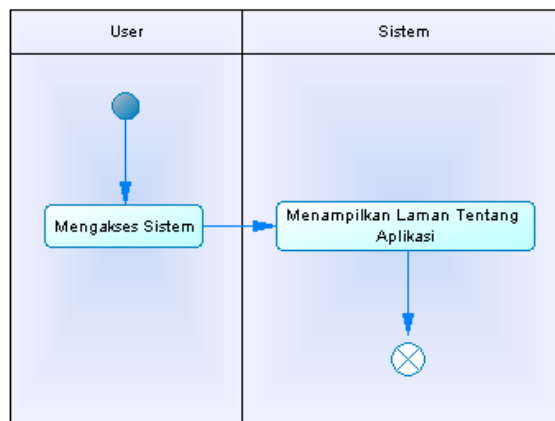 User
Sistem
Mengakses Sistem
Menampilkan Laman Tentang
Aplikasi